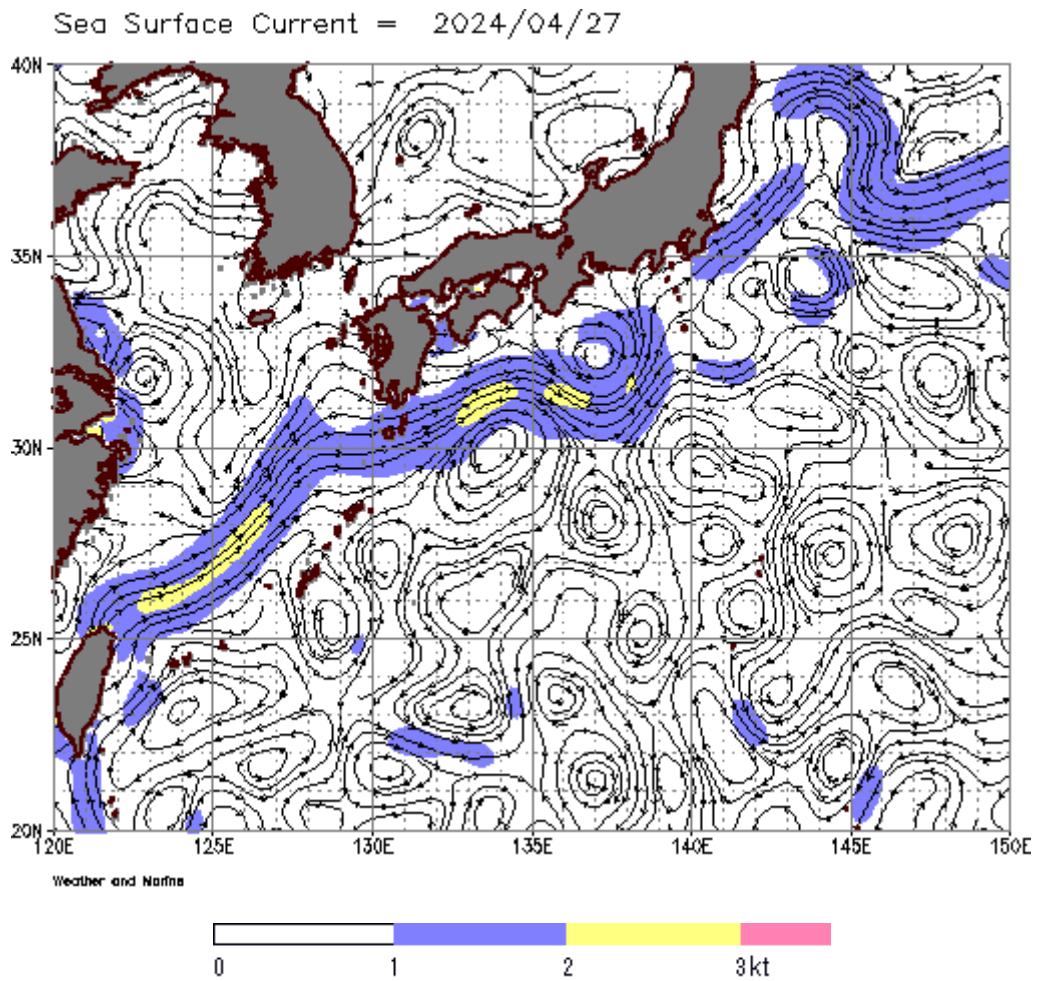 Sea Surface Current = 2024/04/27
40N
35N
30N
25N
20N
120E 125E 130E 135E 140E 145E 150E
Weather and Marine
0 1 2 3kt